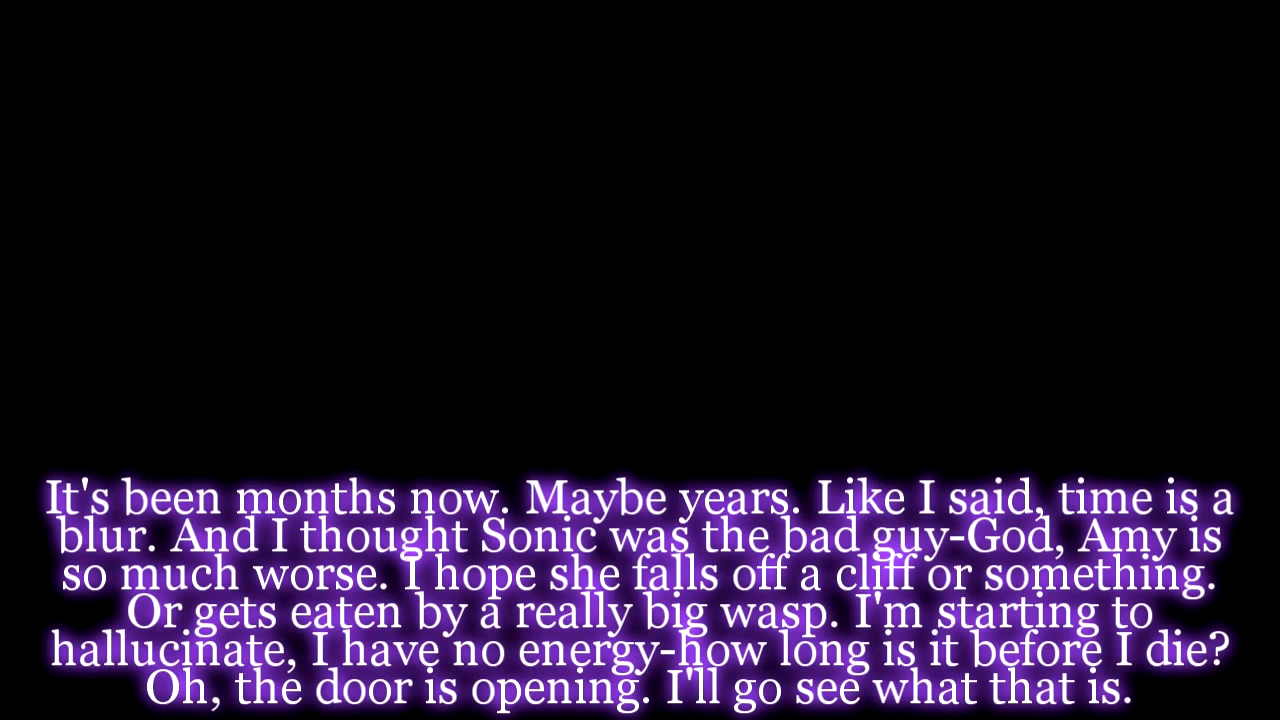 It's been months now. Maybe years. Like I said, time is a
blur. And I thought Sonic was the bad guy-God, Amy is
so much worse. I hope she falls off a cliff or something.
Or gets eaten by a really big wasp. I'm starting to
hallucinate, I have no energy-how long is it before I die?
Oh, the door is opening. I'll go see what that is.